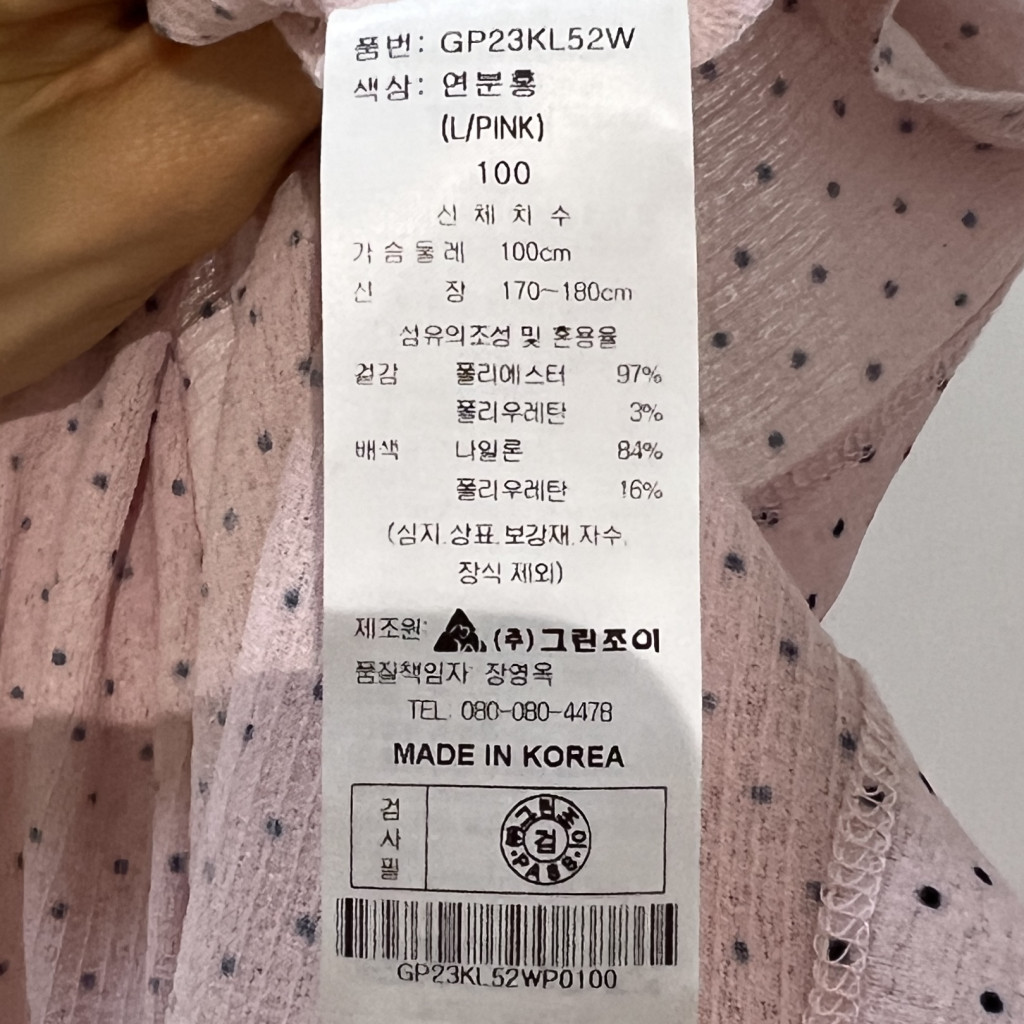 품번: GP23KL52W
색상: 연분홍
(L/PINK)
100
신 체 치 수
가슴둘레 100cm
신 장 170~180cm
섬유의조성 및 혼용율
겉감 폴리에스터 97%
폴리우레탄 3%
배색 나일론 84%
폴리우레탄 16%
(심지.상표.보강재.자수,
장식 제외)
제조원: (주)그린조이
품질책임자 장영옥
TEL. 080-080-4478
MADE IN KOREA
검
사
필
그린조이
검
PASS
GP23KL52WP0100